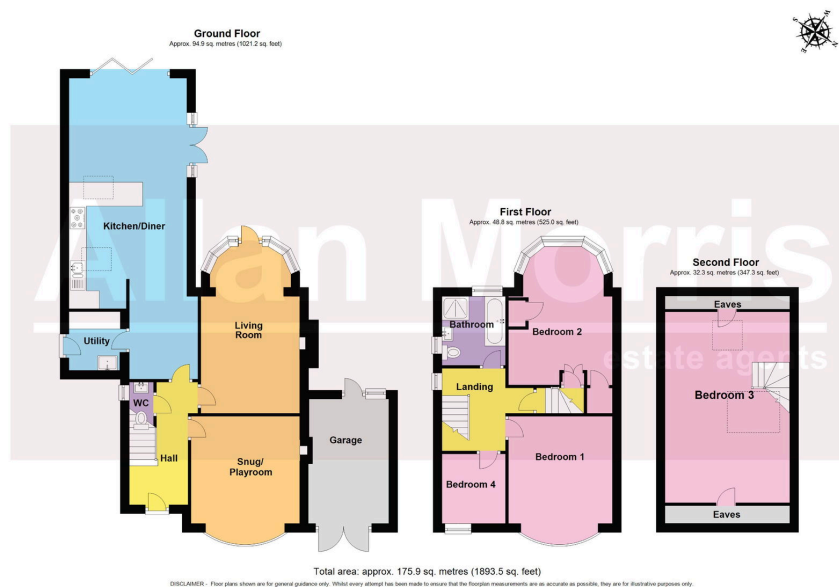 Ground Floor
Approx. 94.9 sq. metres (1021.2 sq. feet)
Kitchen/Diner
Utility
WC
Hall
Living
Room
Snug/
Playroom
Garage
First Floor
Approx. 48.8 sq. metres (525.0 sq. feet)
Bathroom
Bedroom 2
Landing
Bedroom 1
Bedroom 4
Second Floor
Approx. 32.3 sq. metres (347.3 sq. feet)
Eaves
Bedroom 3
Eaves
N
E
S
W
Allan Morris
estate agents
Total area: approx. 175.9 sq. metres (1893.5 sq. feet)
DISCLAIMER - Floor plans shown are for general guidance only. Whilst every attempt has been made to ensure that the floorplan measurements are as accurate as possible, they are for illustrative purposes only.